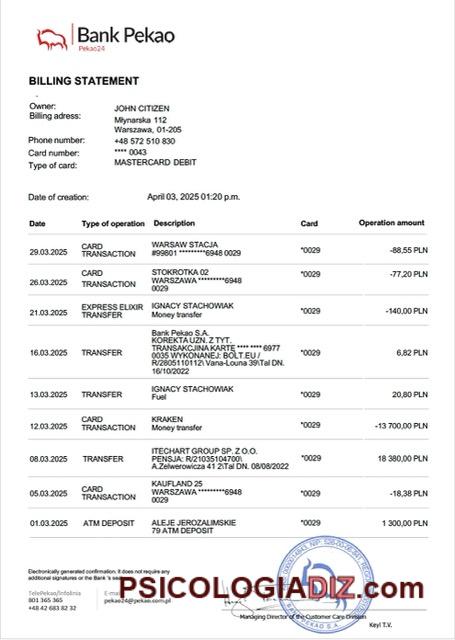 Bank Pekao
Pekao24
BILLING STATEMENT
Owner: JOHN CITIZEN
Billing adress: Młynarska 112
Warszawa, 01-205
Phone number: +48 572 510 830
Card number: **** 0043
Type of card: MASTERCARD DEBIT
Date of creation: April 03, 2025 01:20 p.m.
Date Type of operation Description Card Operation amount
29.03.2025 CARD TRANSACTION WARSAW STACJA *0029 -88,55 PLN
#99601 *********6948 0029
26.03.2025 CARD TRANSACTION STOKROTKA 02 *0029 -77,20 PLN
WARSZAWA *********6948
0029
21.03.2025 EXPRESS ELIXIR TRANSFER IGNACY STACHOWIAK *0029 -140,00 PLN
Money transfer
Bank Pekao S.A.
KOREKTA UZN. Z TYT.
TRANSAKCJINA KARTE **** **** 6977
16.03.2025 TRANSFER 0035 WYKONANEJ: BOLT.EU / *0029 6,82 PLN
R/2805110112\ Vana-Louna 39\Tal DN.
16/10/2022
13.03.2025 TRANSFER IGNACY STACHOWIAK *0029 20,80 PLN
Fuel
12.03.2025 CARD TRANSACTION KRAKEN *0029 -13 700,00 PLN
Money transfer
08.03.2025 TRANSFER ITECHART GROUP SP. Z O.O. *0029 18 380,00 PLN
PENSJA: R/21035104700\
A.Zelwerowicza 41 2\Tal DN. 08/08/2022
05.03.2025 CARD TRANSACTION KAUFLAND 25 *0029 -18,38 PLN
WARSZAWA *********6948
0029
01.03.2025 ATM DEPOSIT ALEJE JEROZALIMSKIE *0029 1 300,00 PLN
79 ATM DEPOSIT
Electronically generated confirmation. It does not require any
additional signatures or the Bank 's
PSICOLOGIADIZ.com
TelePekao/Infolinia
801 365 365
+48 42 683 82 32
E-ma
pekao24@pekao.com.pl
Managing Director of the Customer Care Division
Keyl T.V.